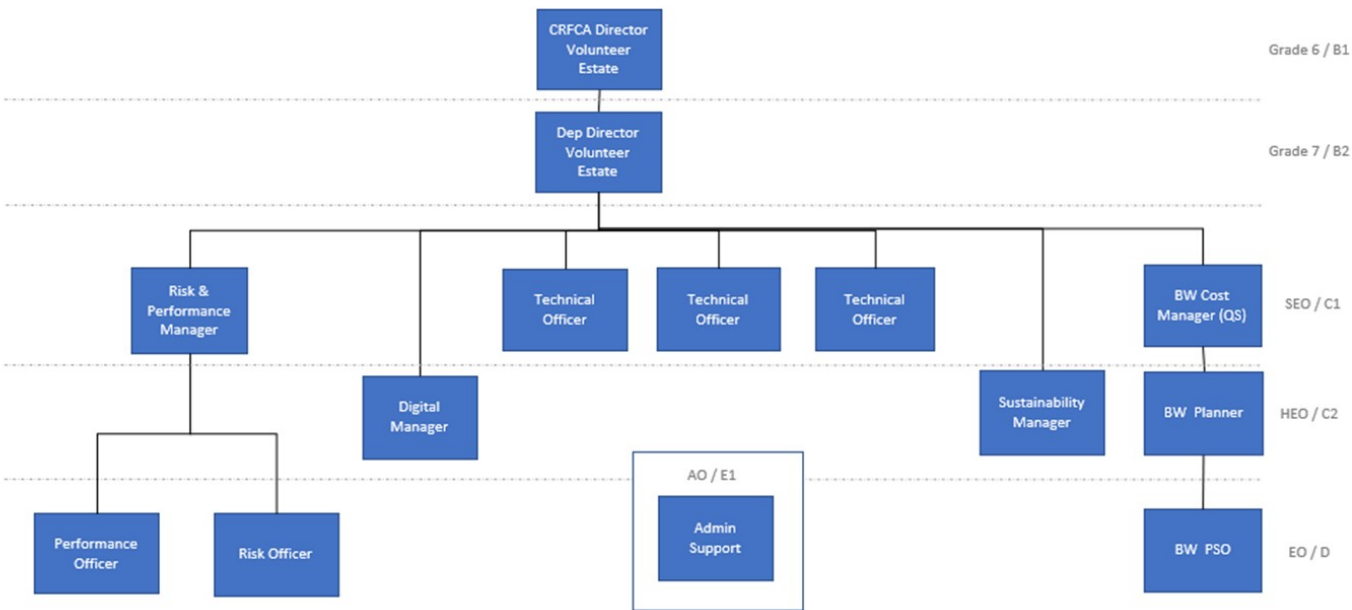 CRFCA Director
Volunteer
Estate
Grade 6 / B1
Dep Director
Volunteer
Estate
Grade 7 / B2
Risk &
Performance
Manager
Technical
Officer
Technical
Officer
Technical
Officer
BW Cost
Manager (QS)
SEO / C1
Digital
Manager
Sustainability
Manager
BW Planner
HEO / C2
AO / E1
Performance
Officer
Risk Officer
Admin
Support
BW PSO
EO / D